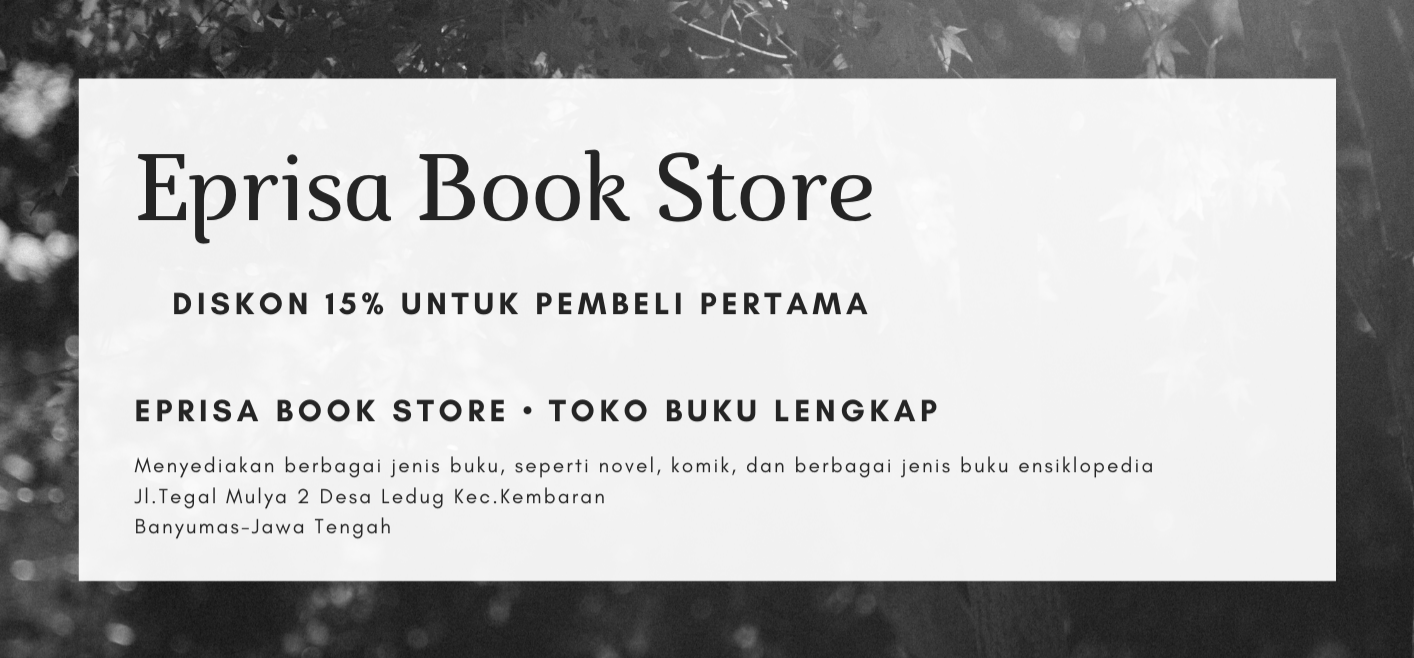 Eprisa Book Store
DISKON 15% UNTUK PEMBELI PERTAMA
EPRISA BOOK STORE • TOKO BUKU LENGKAP
Menyediakan berbagai jenis buku, seperti novel, komik, dan berbagai jenis buku ensiklopedia
Jl.Tegal Mulya 2 Desa Ledug Kec.Kembaran
Banyumas-Jawa Tengah